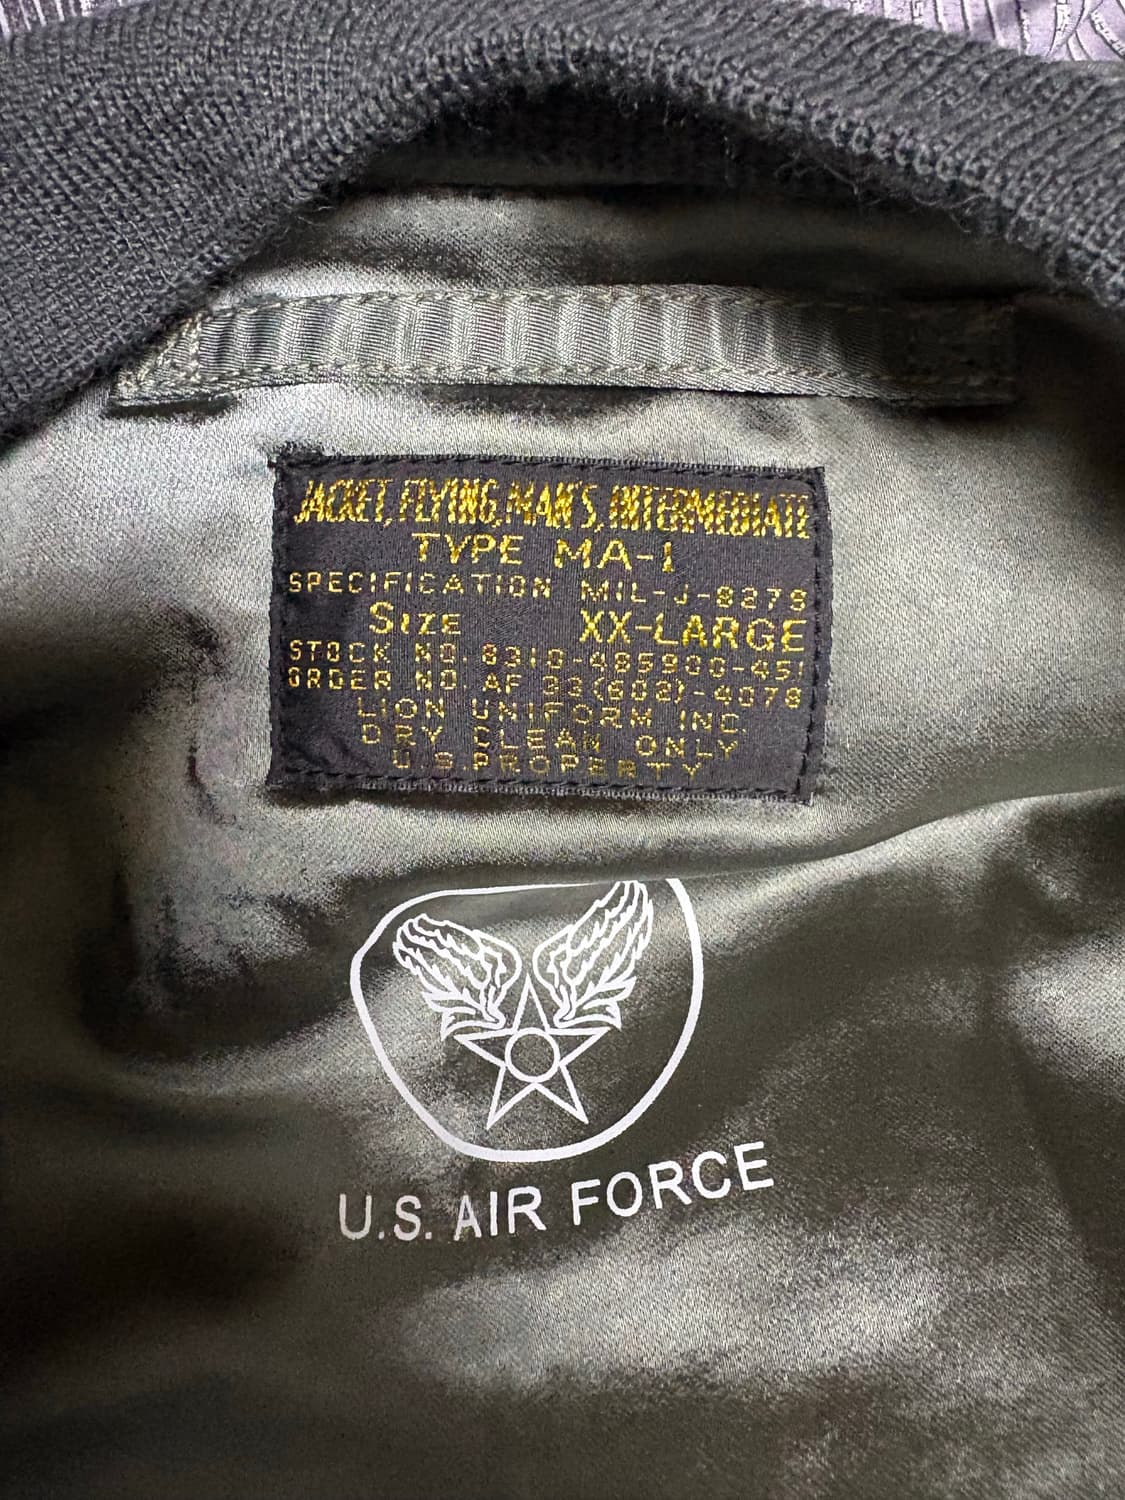 JACKET, FLYING, MAN'S, INTERMEDIATE
TYPE MA-1
SPECIFICATION MIL-J-8279
SIZE XX-LARGE
STOCK NO. 8310-485900-451
ORDER NO. AF 33(602)-4078
LION UNIFORM INC.
DRY CLEAN ONLY
U.S.PROPERTY
U.S. AIR FORCE